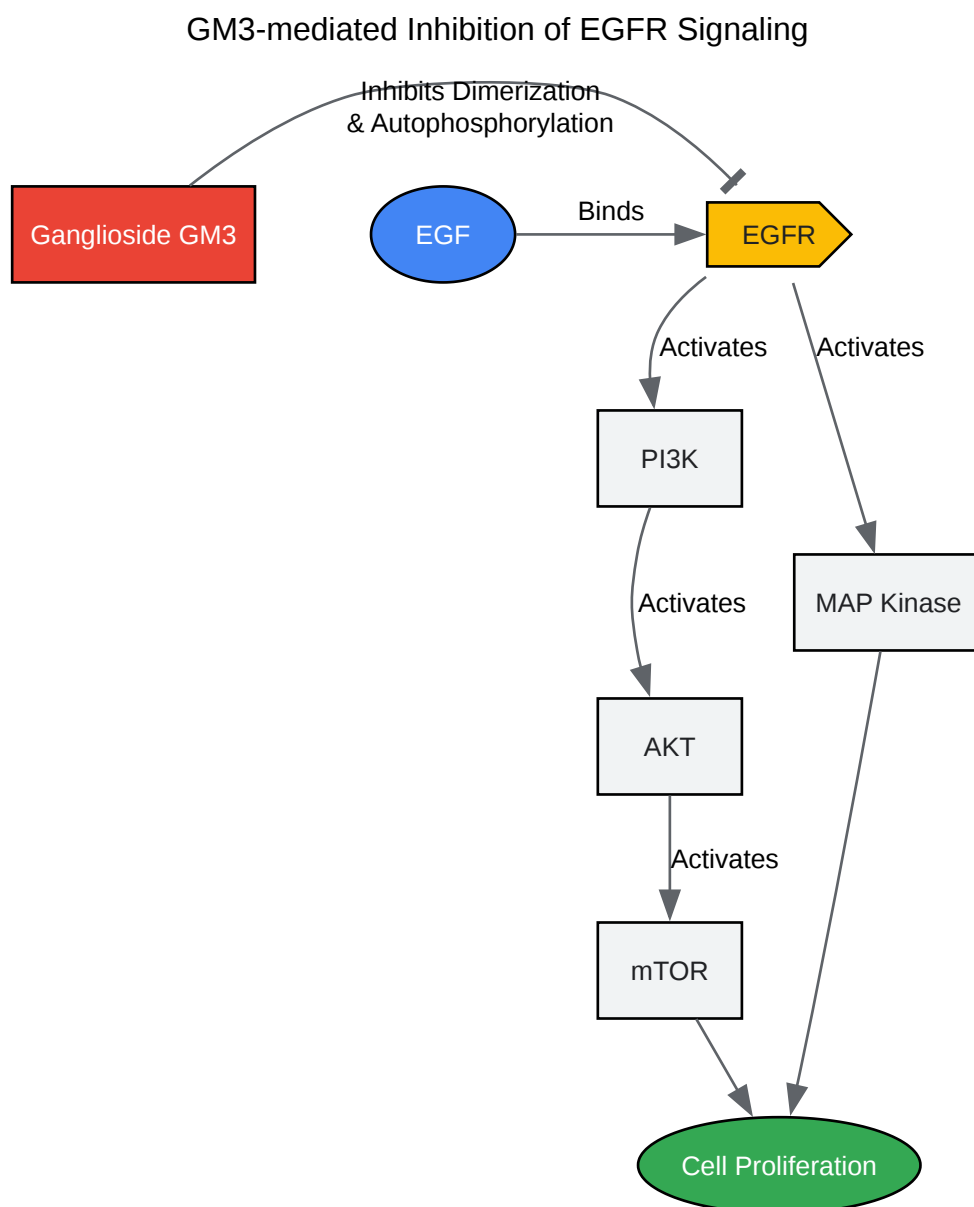 GM3-mediated Inhibition of EGFR Signaling
Inhibits Dimerization
& Autophosphorylation
Ganglioside GM3
EGF
Binds
EGFR
Activates
Activates
PI3K
Activates
MAP Kinase
AKT
Activates
mTOR
Cell Proliferation